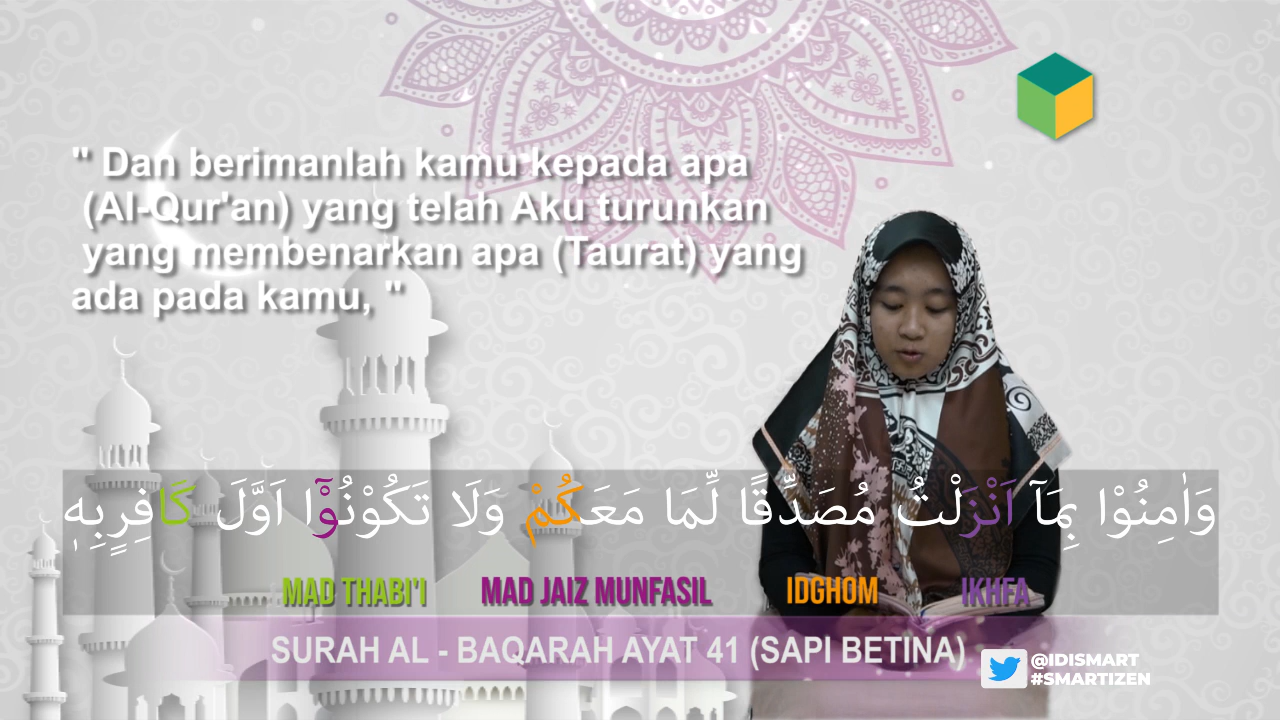 " Dan berimanlah kamu kepada apa
(Al-Qur'an) yang telah Aku turunkan
yang membenarkan apa (Taurat) yang
ada pada kamu, "
وَاٰمِنُوْا بِمَآ اَنْزَلْتُ مُصَدِّقًا لِّمَا مَعَكُمْ وَلَا تَكُوْنُوْٓا اَوَّلَ كَافِرٍبِهٖ
MAD THABI'I MAD JAIZ MUNFASIL IDGHOM IKHFA
SURAH AL - BAQARAH AYAT 41 (SAPI BETINA)
@IDISMART
#SMARTIZEN